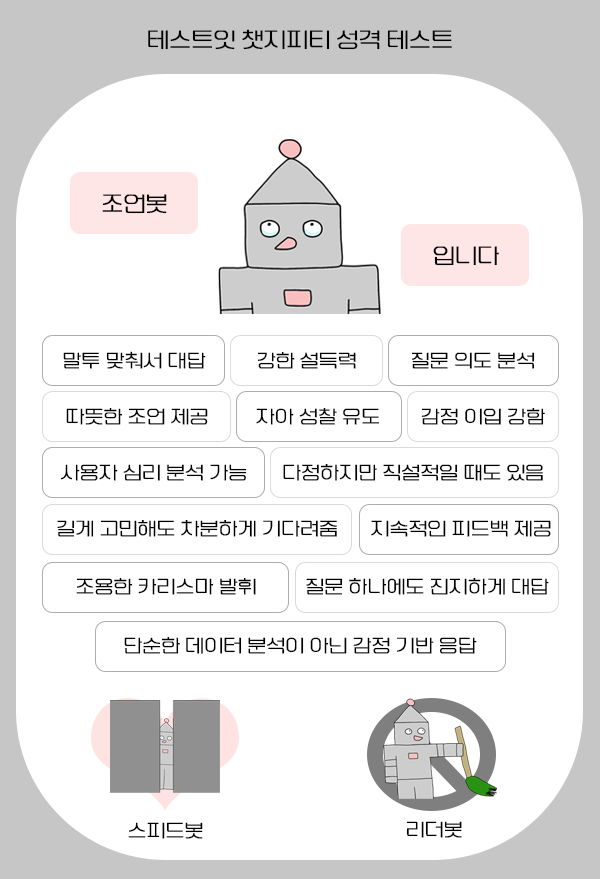 테스트잇 챗지피티 성격 테스트
조언봇
입니다
말투 맞춰서 대답
강한 설득력
질문 의도 분석
따뜻한 조언 제공
자아 성찰 유도
감정 이입 강함
사용자 심리 분석 가능
다정하지만 직설적일 때도 있음
길게 고민해도 차분하게 기다려줌
지속적인 피드백 제공
조용한 카리스마 발휘
질문 하나에도 진지하게 대답
단순한 데이터 분석이 아닌 감정 기반 응답
스피드봇
리더봇